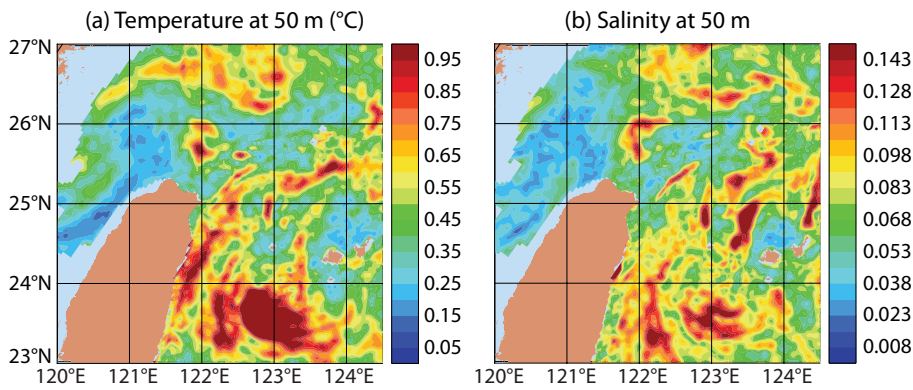 (a) Temperature at 50 m (°C)
(b) Salinity at 50 m
27°N
26°N
25°N
24°N
23°N
120°E 121°E 122°E 123°E 124°E
0.95
0.85
0.75
0.65
0.55
0.45
0.35
0.25
0.15
0.05
120°E 121°E 122°E 123°E 124°E
0.143
0.128
0.113
0.098
0.083
0.068
0.053
0.038
0.023
0.008